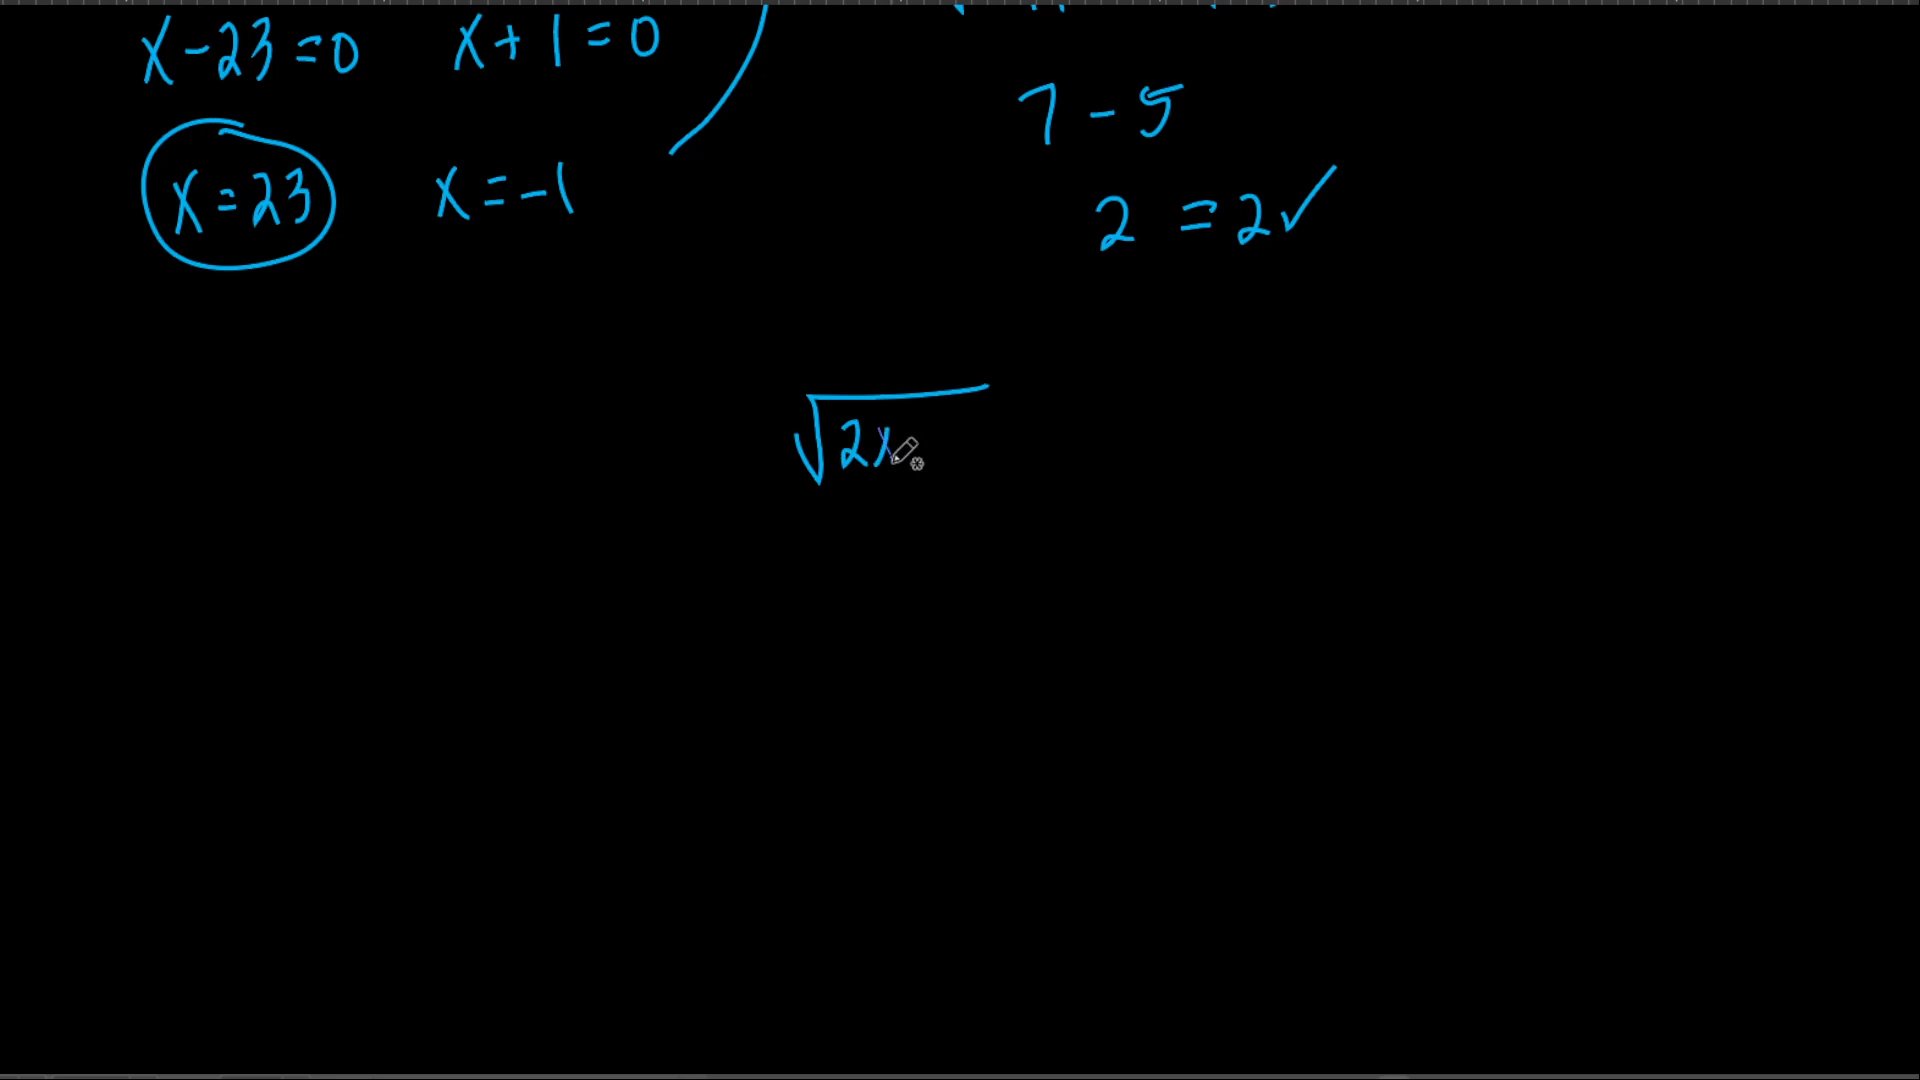 x - 23 = 0    x + 1 = 0
7 - 5
x = 23    x = -1
2 = 2 ✓
√2x